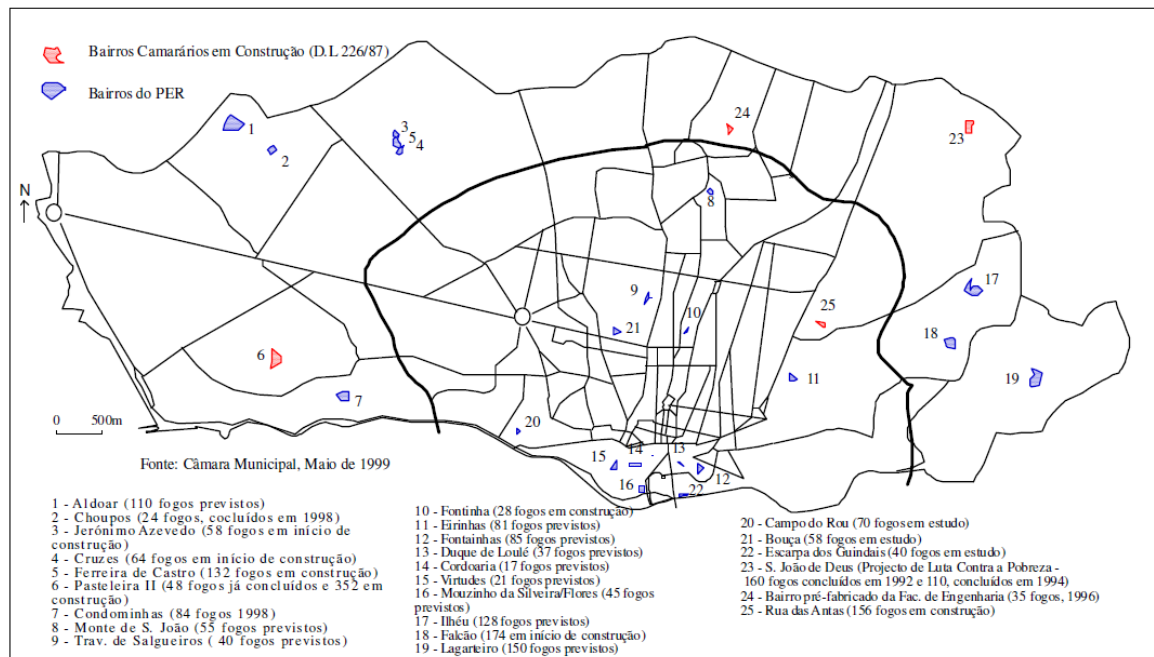 Bairros Camarários em Construção (D.L 226/87)
Bairros do PER
24
1
3
5
4
2
23
N
8
17
9
10
25
21
18
6
11
19
7
0 500m
20
13
15
14
12
16
22
Fonte: Câmara Municipal, Maio de 1999
1 - Aldoar (110 fogos previstos)
2 - Choupos (24 fogos, cocluídos em 1998)
3 - Jerónimo Azevedo (58 fogos em início de
construção)
4 - Cruzes (64 fogos em início de construção)
5 - Ferreira de Castro (132 fogos em construção)
6 - Pasteleira II (48 fogos já concluídos e 352 em
construção)
7 - Condominhas (84 fogos 1998)
8 - Monte de S. João (55 fogos previstos)
9 - Trav. de Salgueiros ( 40 fogos previstos)
10 - Fontinha (28 fogos em construção)
11 - Eirinhas (81 fogos previstos)
12 - Fontainhas (85 fogos previstos)
13 - Duque de Loulé (37 fogos previstos)
14 - Cordoaria (17 fogos previstos)
15 - Virtudes (21 fogos previstos)
16 - Mouzinho da Silveira/Flores (45 fogos
previstos)
17 - Ilhéu (128 fogos previstos)
18 - Falcão (174 em início de construção)
19 - Lagarteiro (150 fogos previstos)
20 - Campo do Rou (70 fogos em estudo)
21 - Bouça (58 fogos em estudo)
22 - Escarpa dos Guindais (40 fogos em estudo)
23 - S. João de Deus (Projecto de Luta Contra a Pobreza -
160 fogos concluídos em 1992 e 110, concluídos em 1994)
24 - Bairro pré-fabricado da Fac. de Engenharia (35 fogos, 1996)
25 - Rua das Antas (156 fogos em construção)